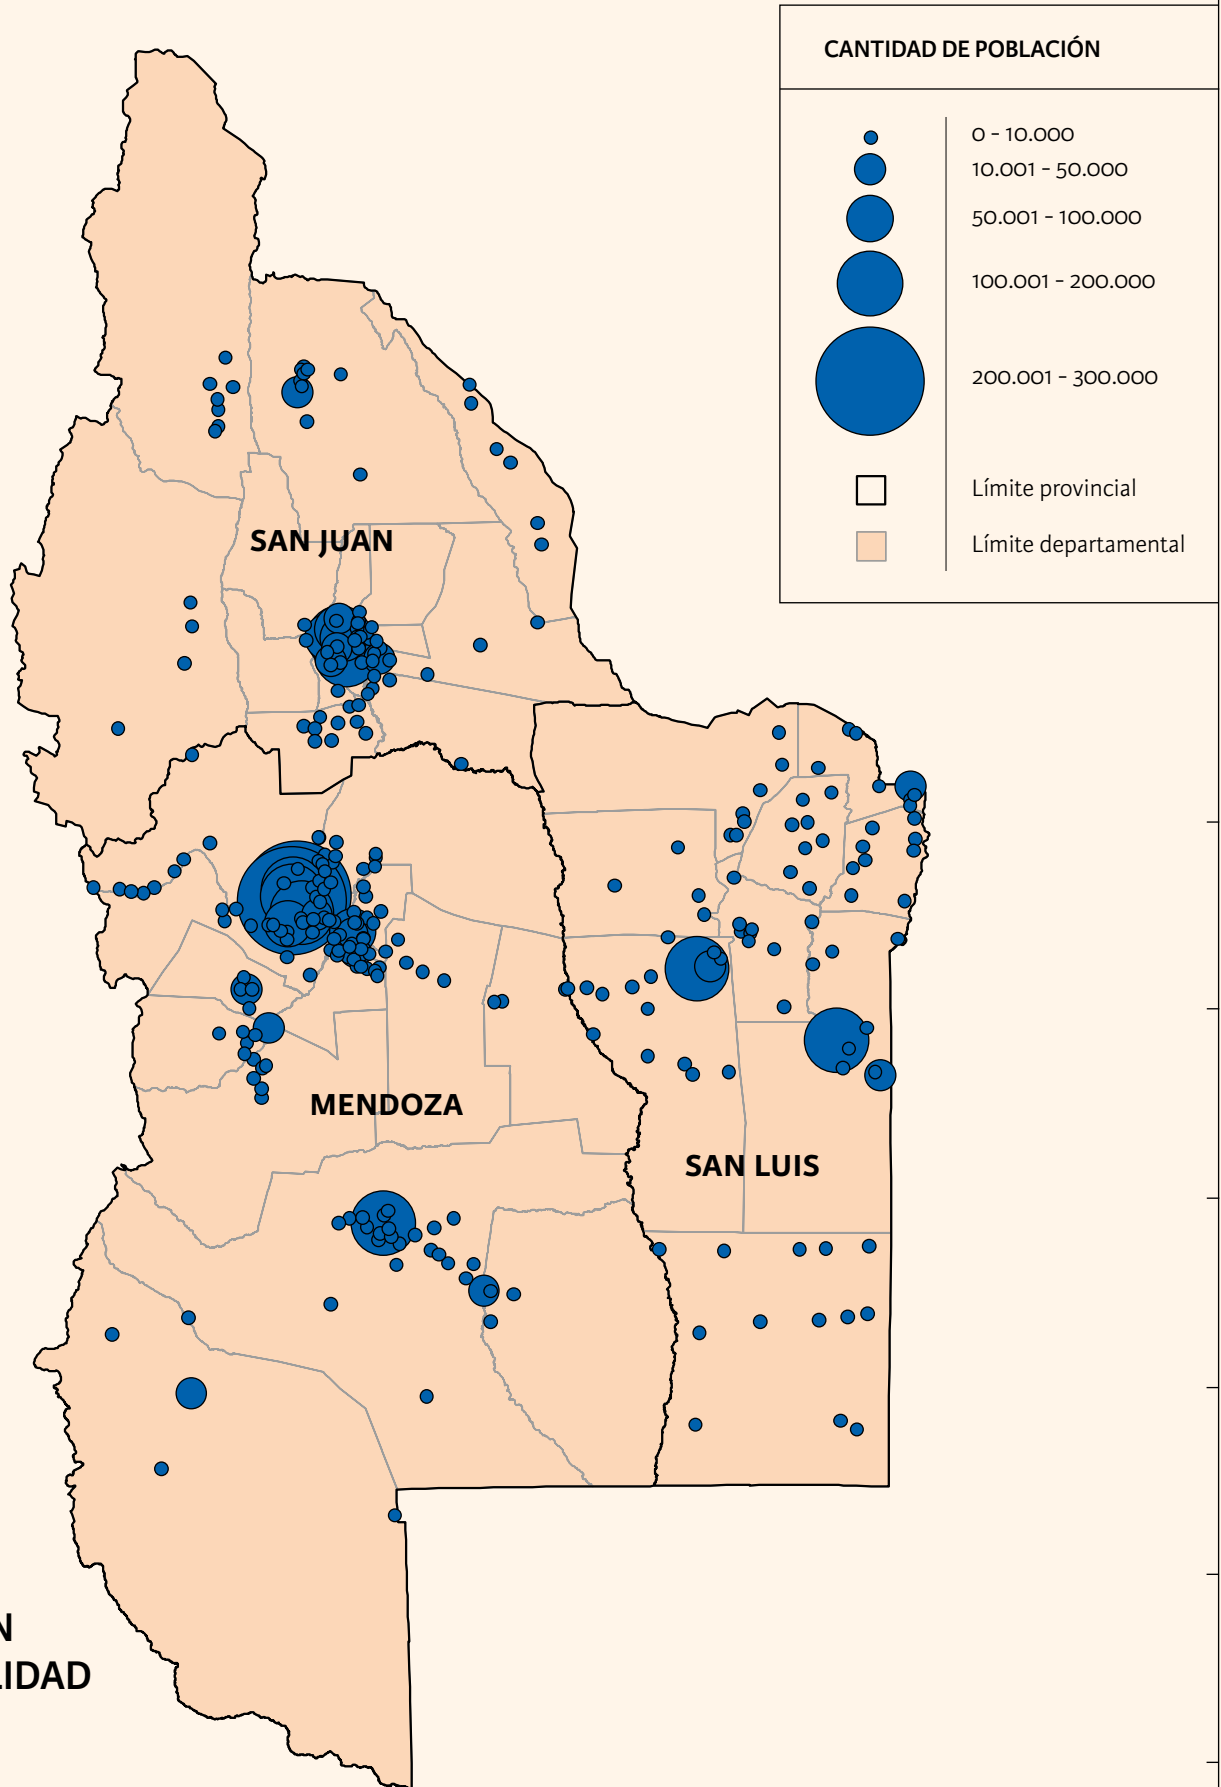 CANTIDAD DE POBLACIÓN
0 - 10.000
10.001 - 50.000
50.001 - 100.000
100.001 - 200.000
200.001 - 300.000
Límite provincial
Límite departamental
SAN JUAN
MENDOZA
SAN LUIS
N
LIDAD